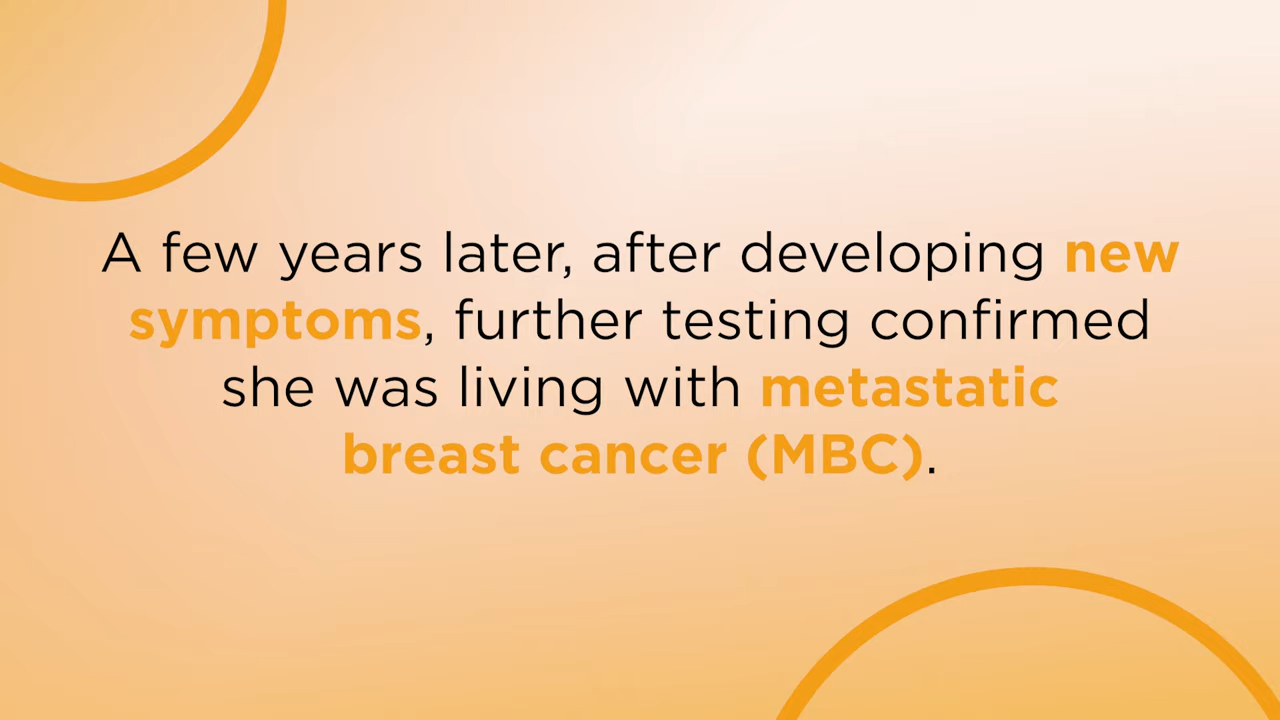 A few years later, after developing new
symptoms, further testing confirmed
she was living with metastatic
breast cancer (MBC).